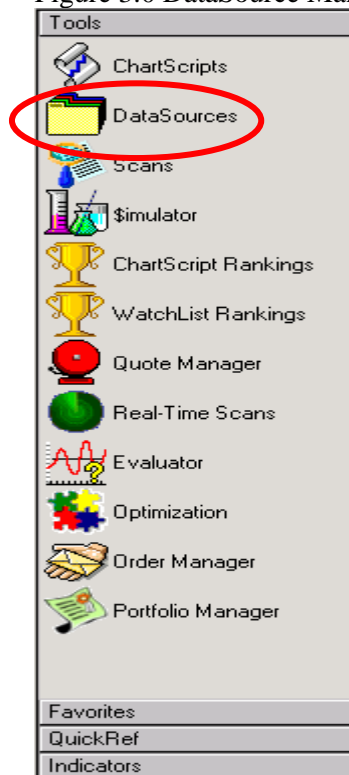 Tools
ChartScripts
DataSources
Scans
$imulator
ChartScript Rankings
WatchList Rankings
Quote Manager
Real-Time Scans
Evaluator
Optimization
Order Manager
Portfolio Manager
Favorites
QuickRef
Indicators